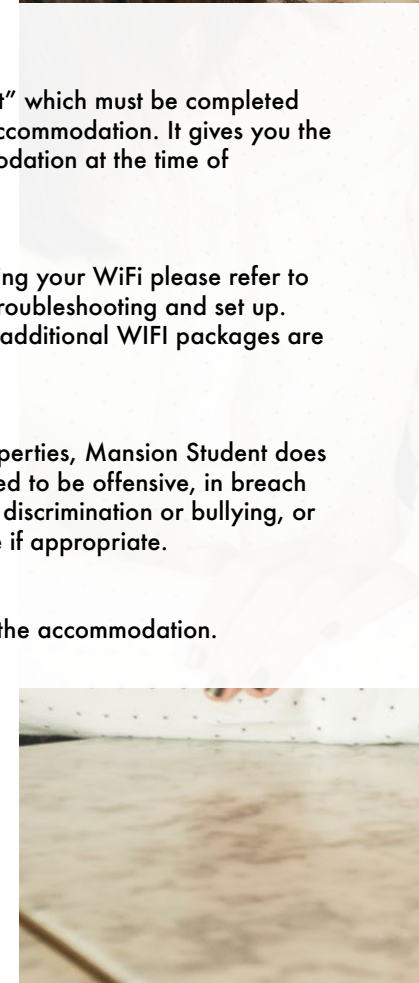 t” which must be completed
ccommodation. It gives you the
odation at the time of
ng your WiFi please refer to
roubleshooting and set up.
additional WIFI packages are
perties, Mansion Student does
ed to be offensive, in breach
discrimination or bullying, or
if appropriate.
the accommodation.